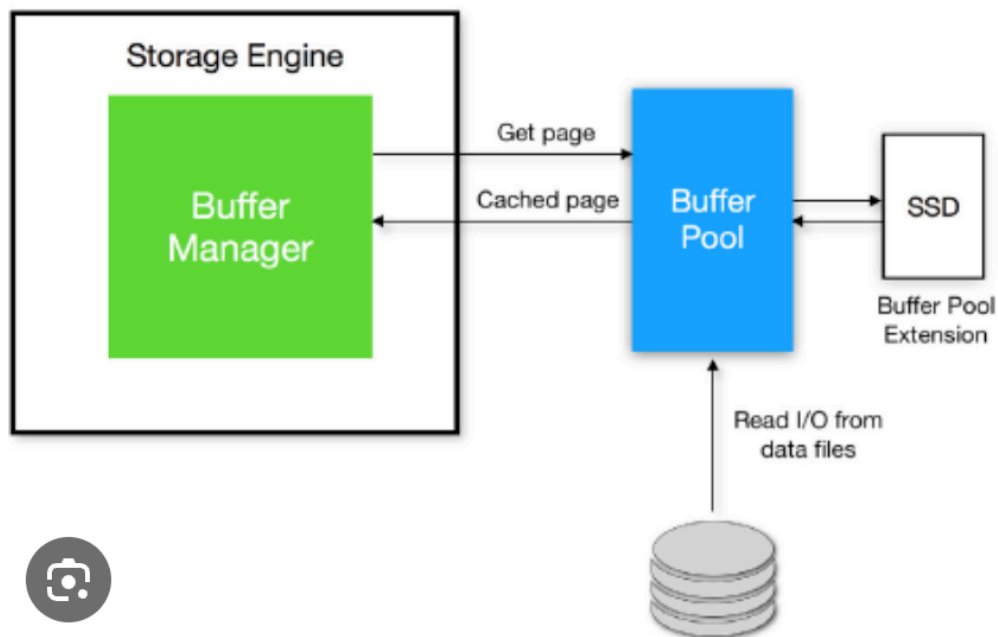 Storage Engine
Buffer
Manager
Get page
Cached page
Buffer
Pool
SSD
Buffer Pool
Extension
Read I/O from
data files